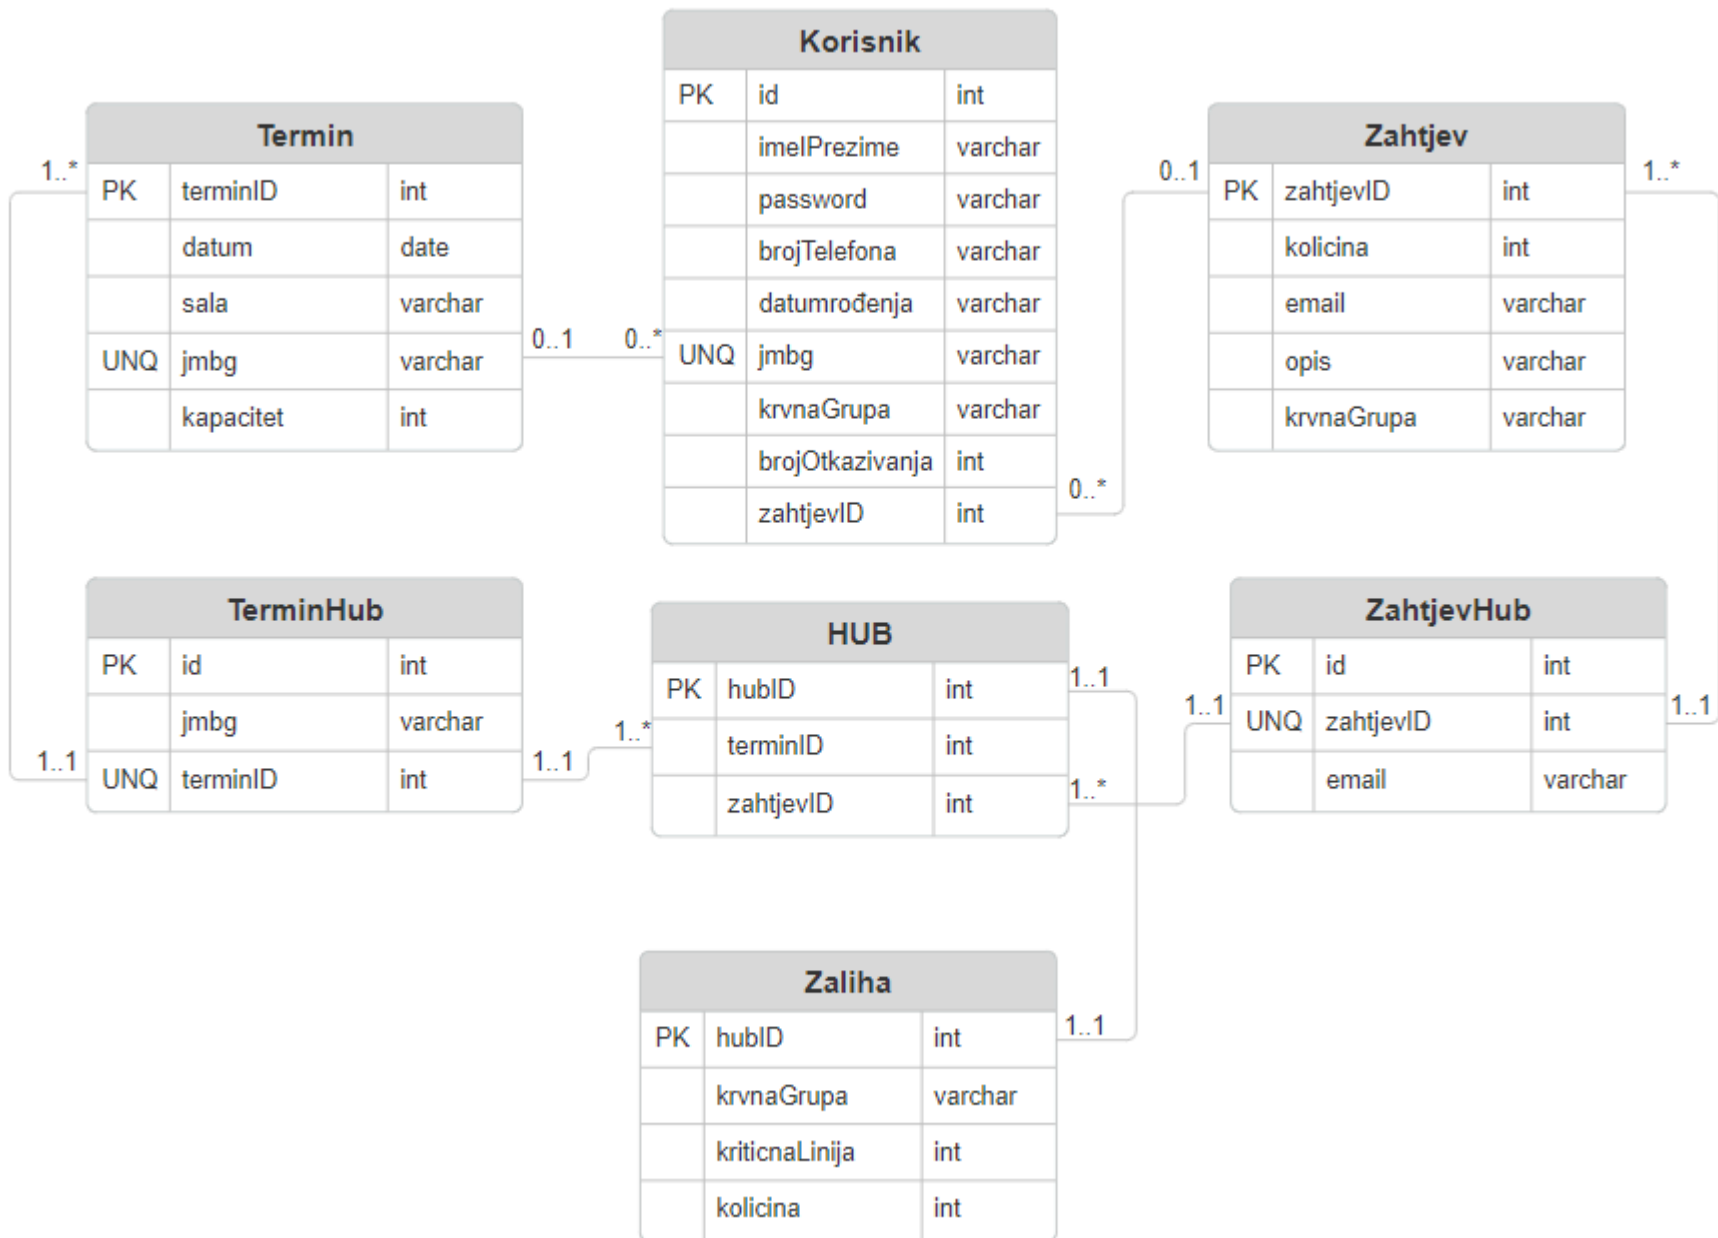 Korisnik
PK id int
imeIPrezime varchar
password varchar
brojTelefona varchar
datumrođenja varchar
UNQ jmbg varchar
krvnaGrupa varchar
brojOtkazivanja int
zahtjevID int
Termin
PK terminID int
datum date
sala varchar
UNQ jmbg varchar
kapacitet int
1..*
0..1
0..*
Zahtjev
PK zahtjevID int
kolicina int
email varchar
opis varchar
krvnaGrupa varchar
0..1
1..*
0..*
TerminHub
PK id int
jmbg varchar
UNQ terminID int
1..1
1..1
HUB
PK hubID int
terminID int
zahtjevID int
1..*
1..1
1..*
ZahtjevHub
PK id int
UNQ zahtjevID int
email varchar
1..1
1..1
Zaliha
PK hubID int
krvnaGrupa varchar
kriticnaLinija int
kolicina int
1..1